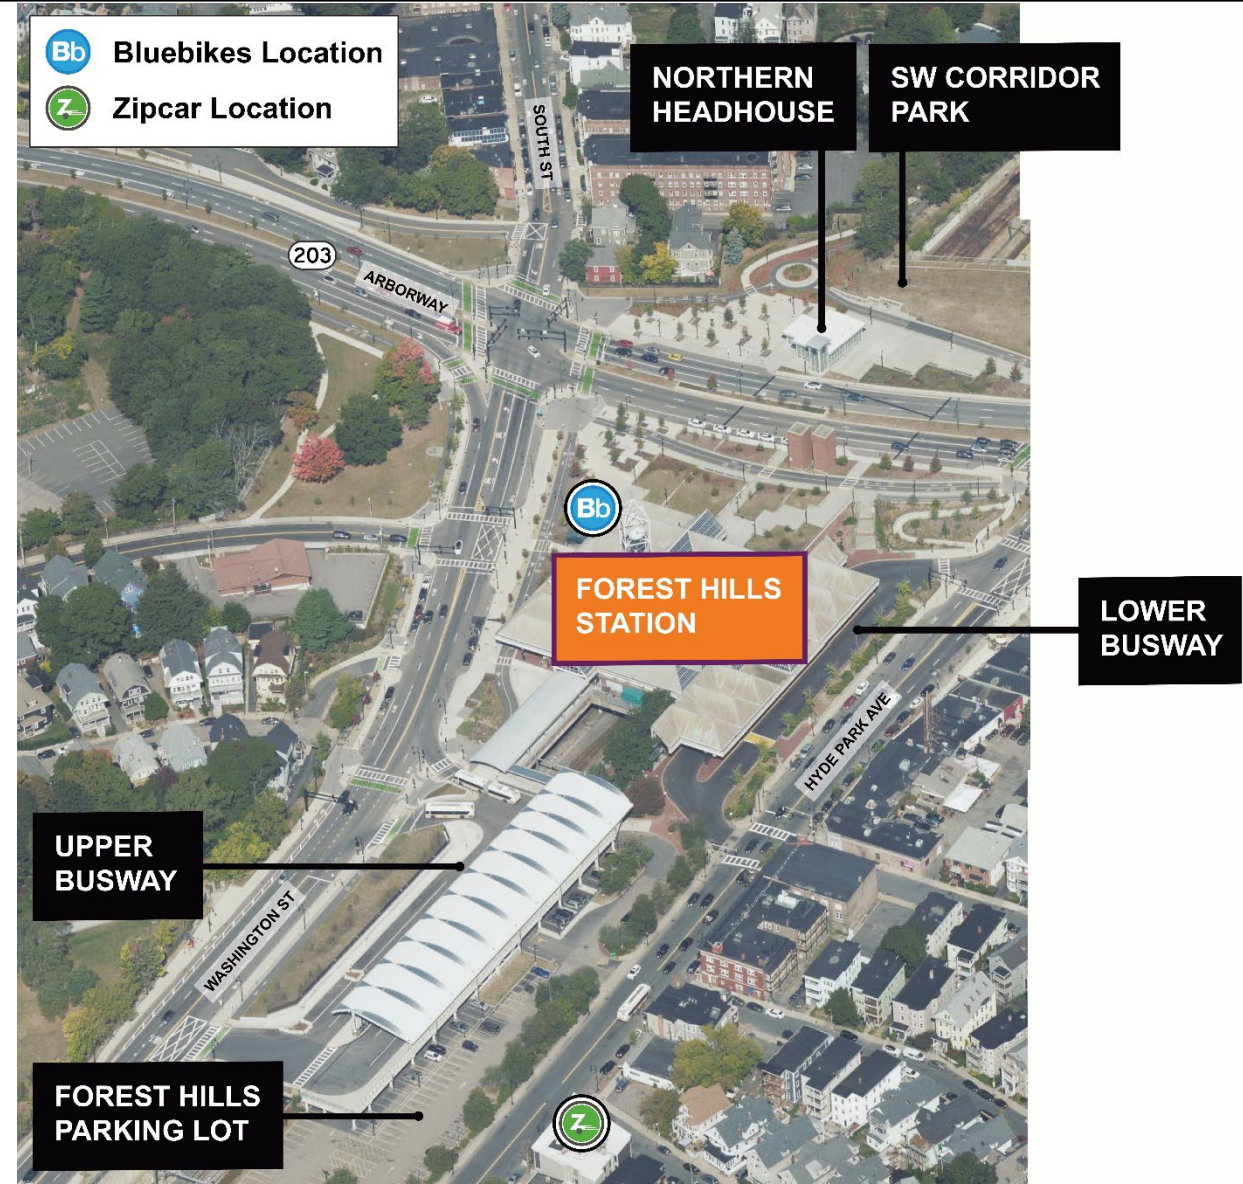 Bb Bluebikes Location
Z Zipcar Location
NORTHERN
HEADHOUSE
SW CORRIDOR
PARK
SOUTH ST
203
ARBORWAY
Bb
FOREST HILLS
STATION
LOWER
BUSWAY
HYDE PARK AVE
UPPER
BUSWAY
WASHINGTON ST
FOREST HILLS
PARKING LOT
Z